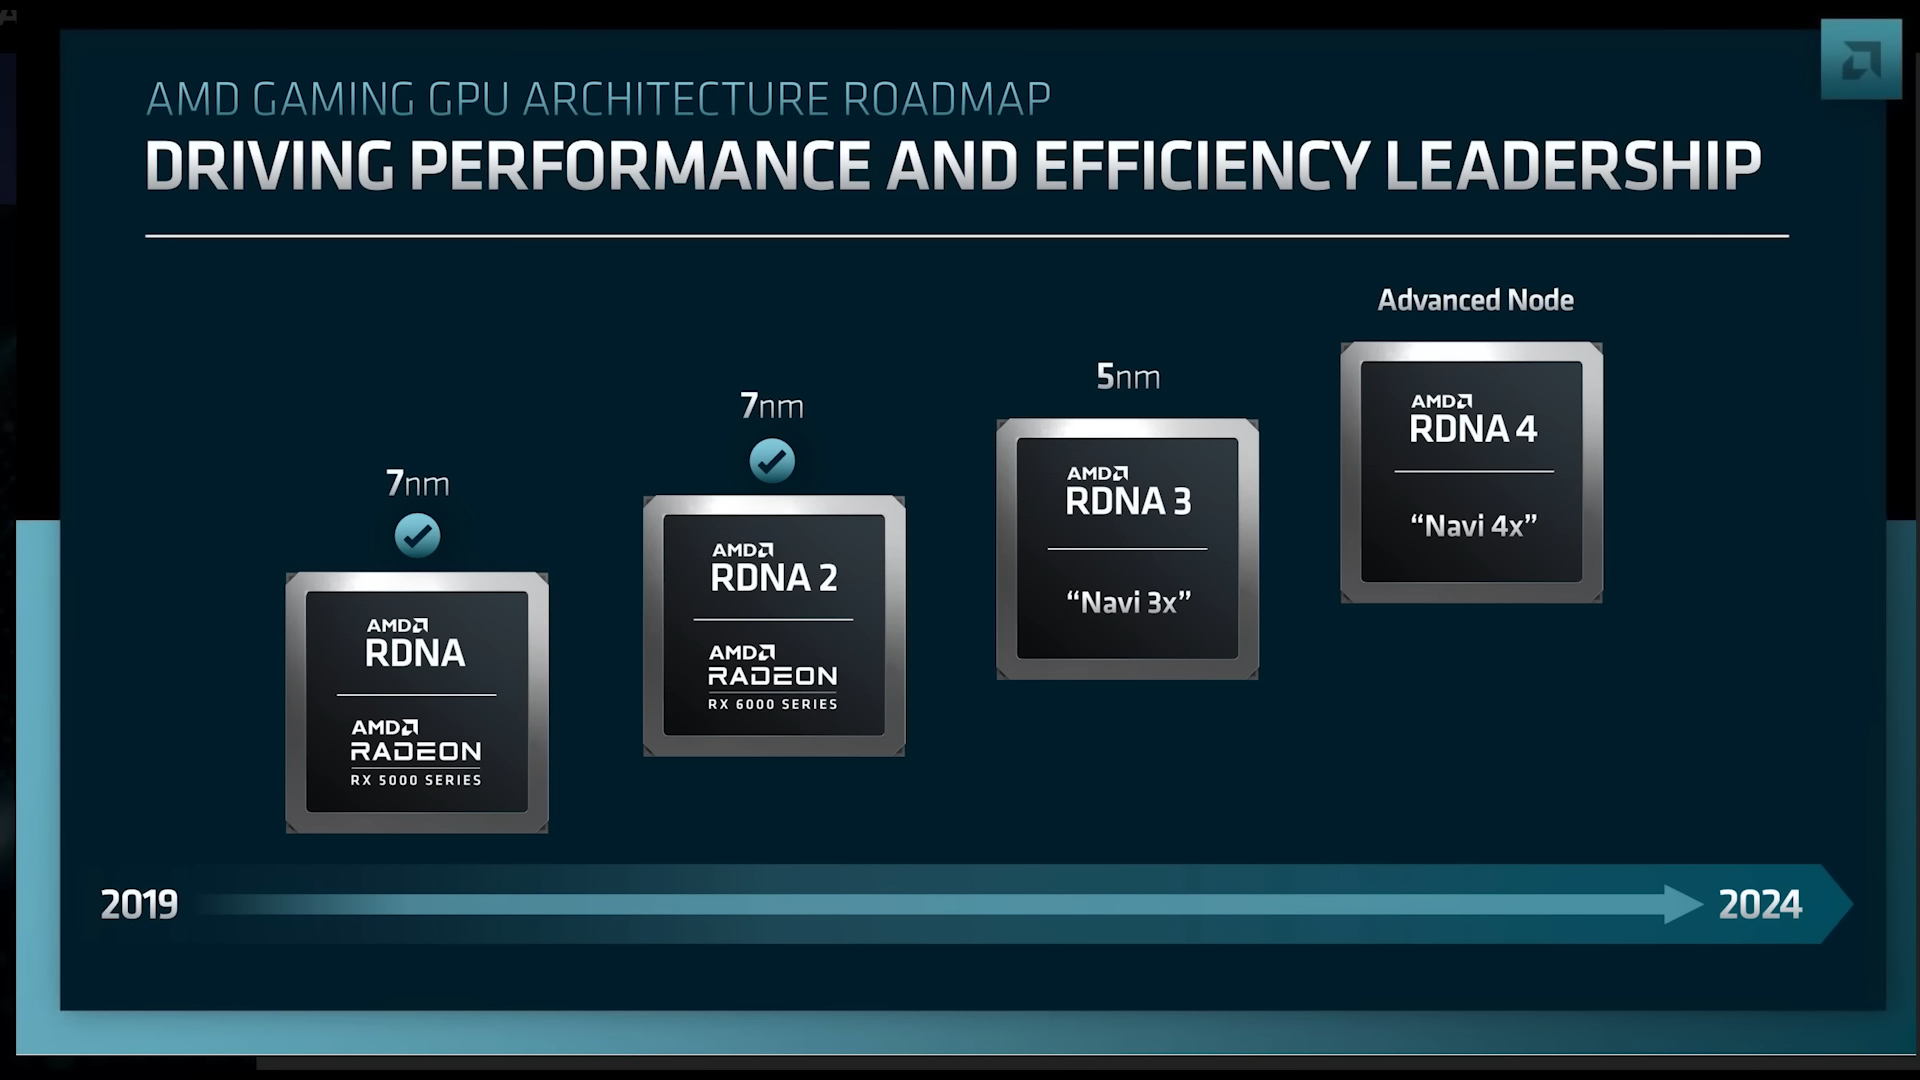 AMD GAMING GPU ARCHITECTURE ROADMAP
DRIVING PERFORMANCE AND EFFICIENCY LEADERSHIP
7nm
AMD
RDNA
AMD
RADEON
RX 5000 SERIES
7nm
AMD
RDNA 2
AMD
RADEON
RX 6000 SERIES
5nm
AMD
RDNA 3
“Navi 3x”
Advanced Node
AMD
RDNA 4
“Navi 4x”
2019
2024